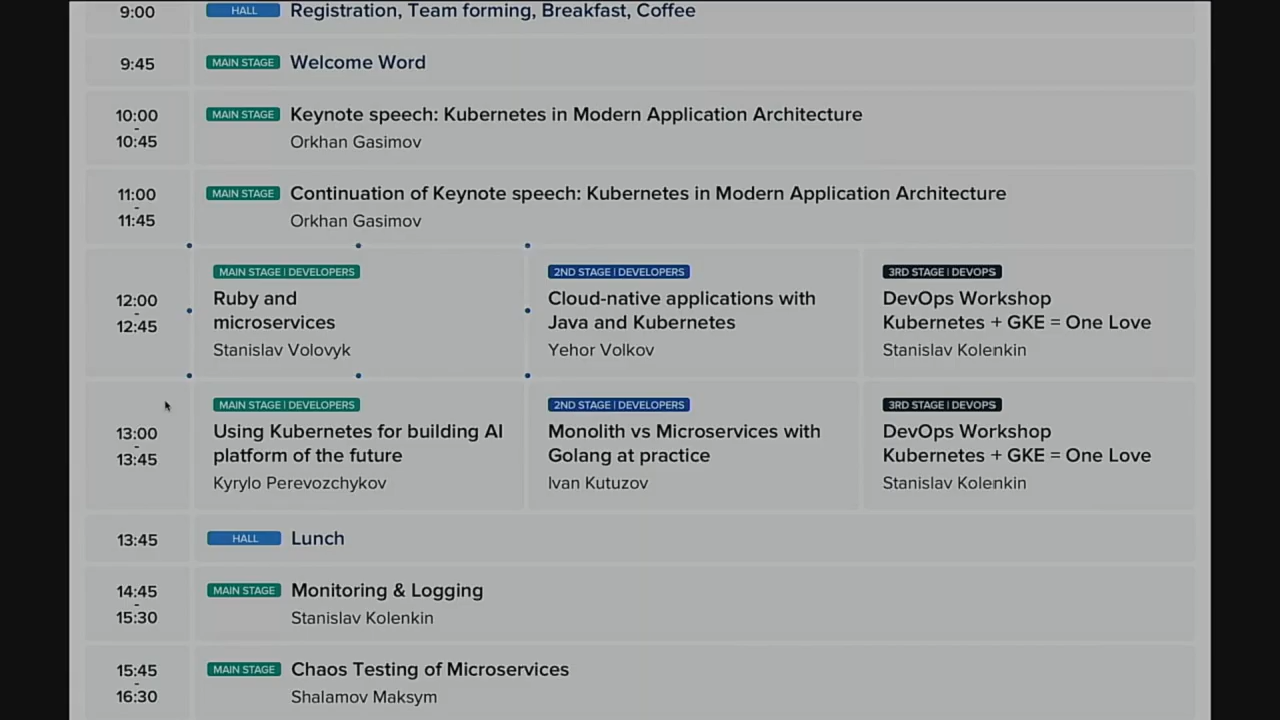 9:00 HALL Registration, Team forming, Breakfast, Coffee
9:45 MAIN STAGE Welcome Word
10:00 - 10:45 MAIN STAGE Keynote speech: Kubernetes in Modern Application Architecture
Orkhan Gasimov
11:00 - 11:45 MAIN STAGE Continuation of Keynote speech: Kubernetes in Modern Application Architecture
Orkhan Gasimov
12:00 - 12:45
MAIN STAGE | DEVELOPERS
Ruby and
microservices
Stanislav Volovyk
2ND STAGE | DEVELOPERS
Cloud-native applications with
Java and Kubernetes
Yehor Volkov
3RD STAGE | DEVOPS
DevOps Workshop
Kubernetes + GKE = One Love
Stanislav Kolenkin
13:00 - 13:45
MAIN STAGE | DEVELOPERS
Using Kubernetes for building AI
platform of the future
Kyrylo Perevozchykov
2ND STAGE | DEVELOPERS
Monolith vs Microservices with
Golang at practice
Ivan Kutuzov
3RD STAGE | DEVOPS
DevOps Workshop
Kubernetes + GKE = One Love
Stanislav Kolenkin
13:45 HALL Lunch
14:45 - 15:30 MAIN STAGE Monitoring & Logging
Stanislav Kolenkin
15:45 - 16:30 MAIN STAGE Chaos Testing of Microservices
Shalamov Maksym